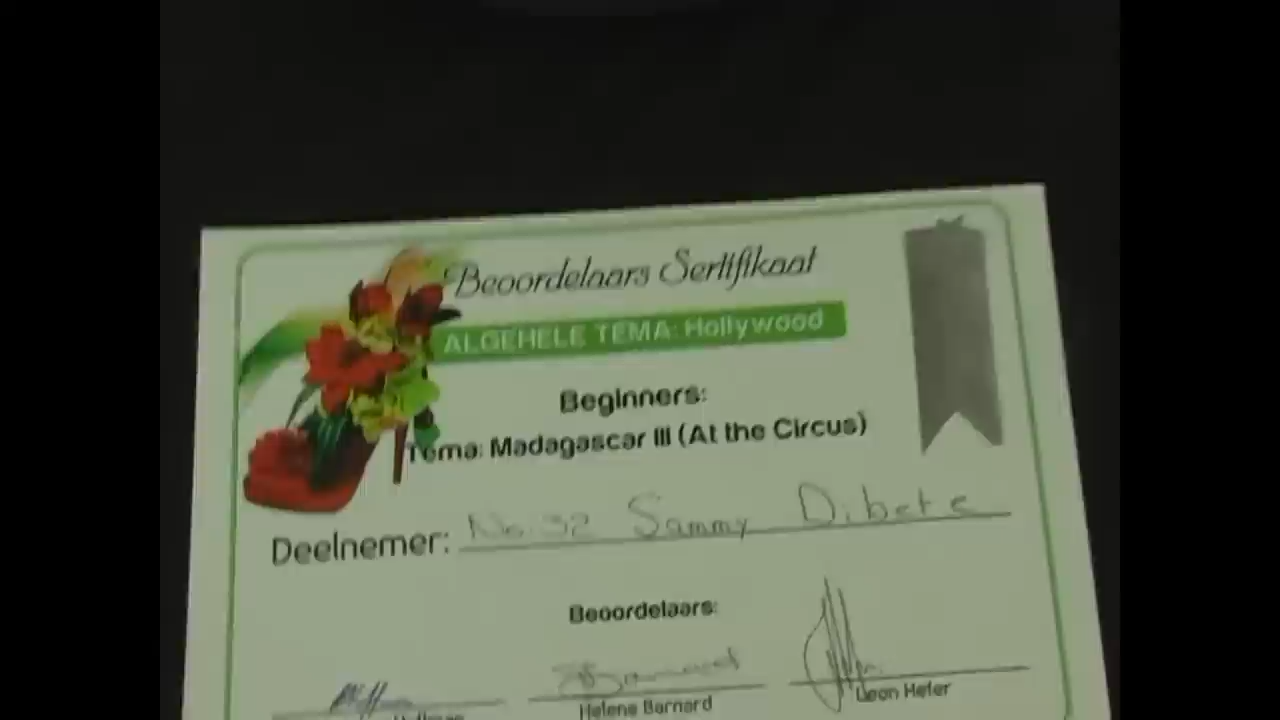 Beoordelaars Sertifikaat
ALGEHELE TEMA: Hollywood
Beginners:
Tema: Madagascar III (At the Circus)
Deelnemer: No: 32 Sammy Dibete
Beoordelaars:
Helene Barnard
Leon Hefer